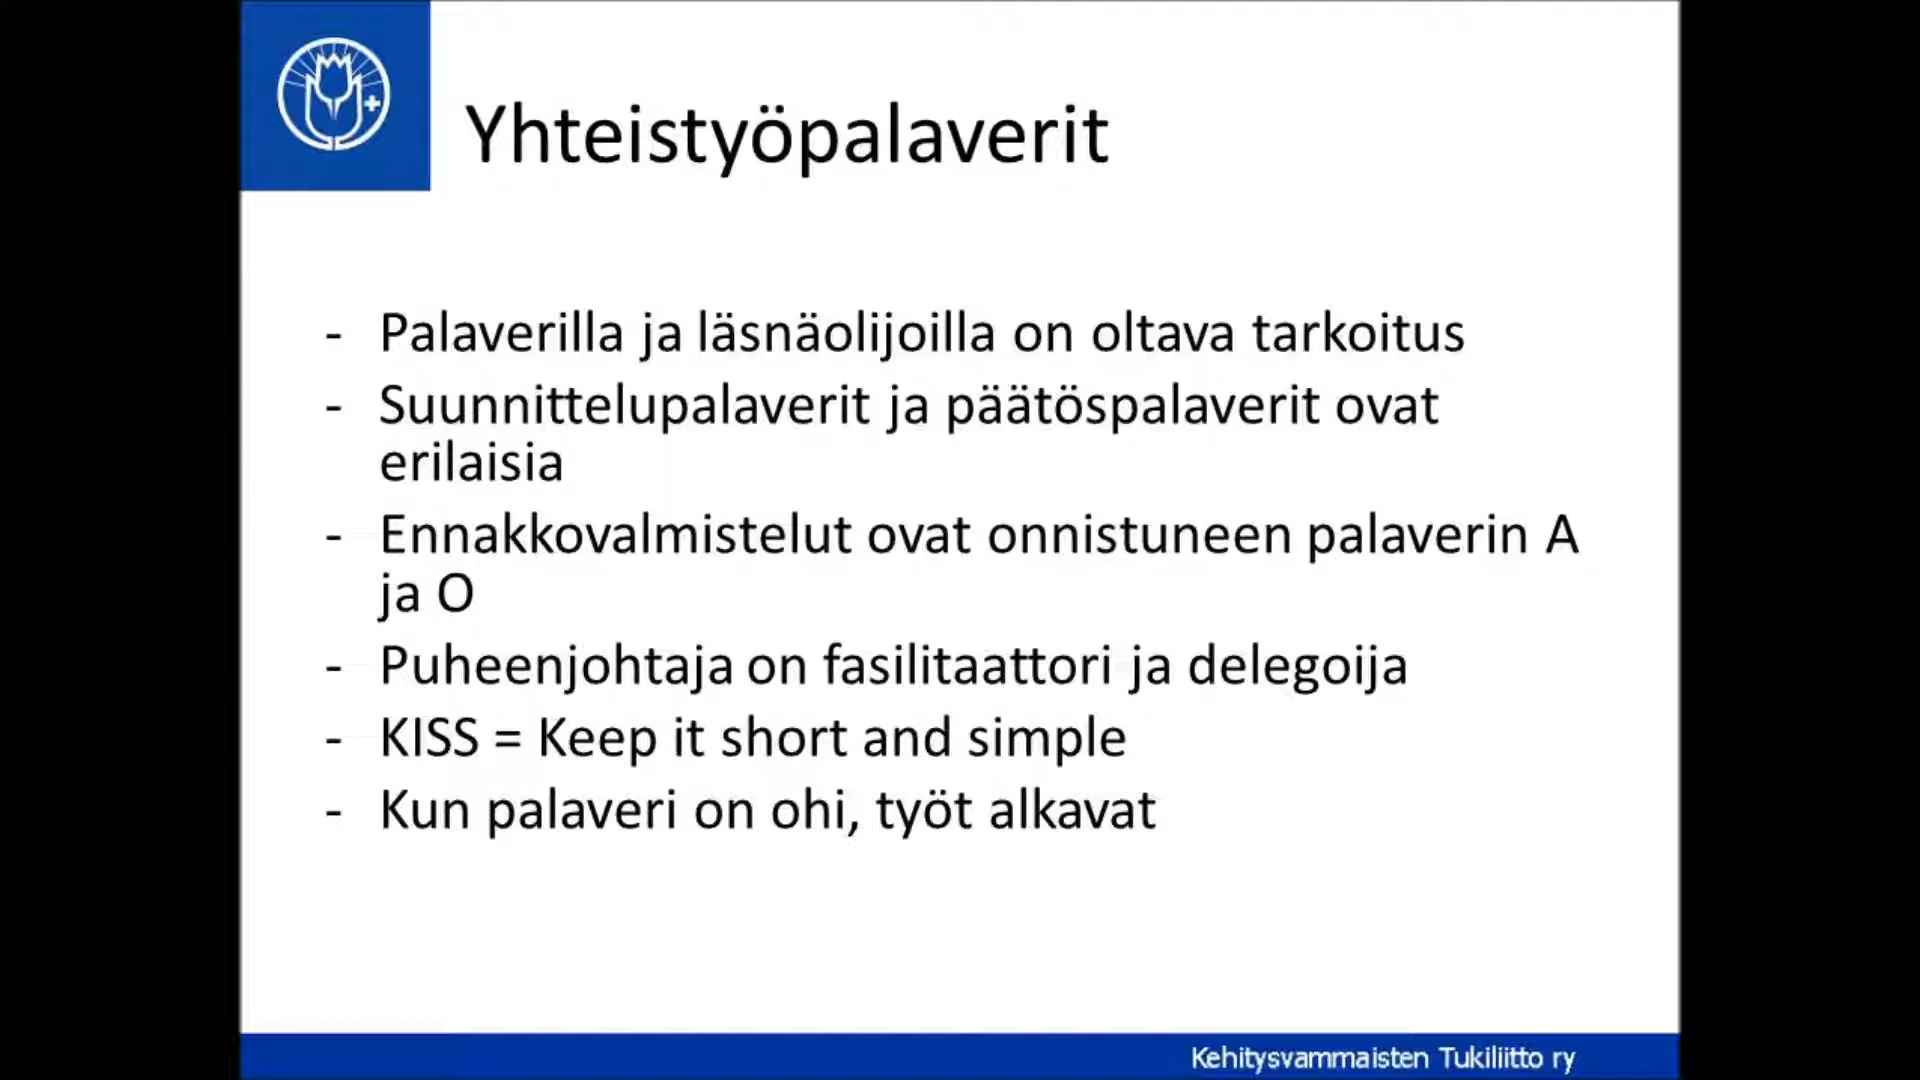 Yhteistyöpalaverit
- Palaverilla ja läsnäolijoilla on oltava tarkoitus
- Suunnittelupalaverit ja päätöspalaverit ovat
erilaisia
- Ennakkovalmistelut ovat onnistuneen palaverin A
ja O
- Puheenjohtaja on fasilitaattori ja delegoija
- KISS = Keep it short and simple
- Kun palaveri on ohi, työt alkavat
Kehitysvammaisten Tukiliitto ry